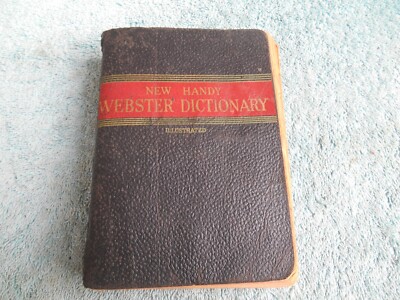 NEW HANDY
WEBSTER DICTIONARY
ILLUSTRATED